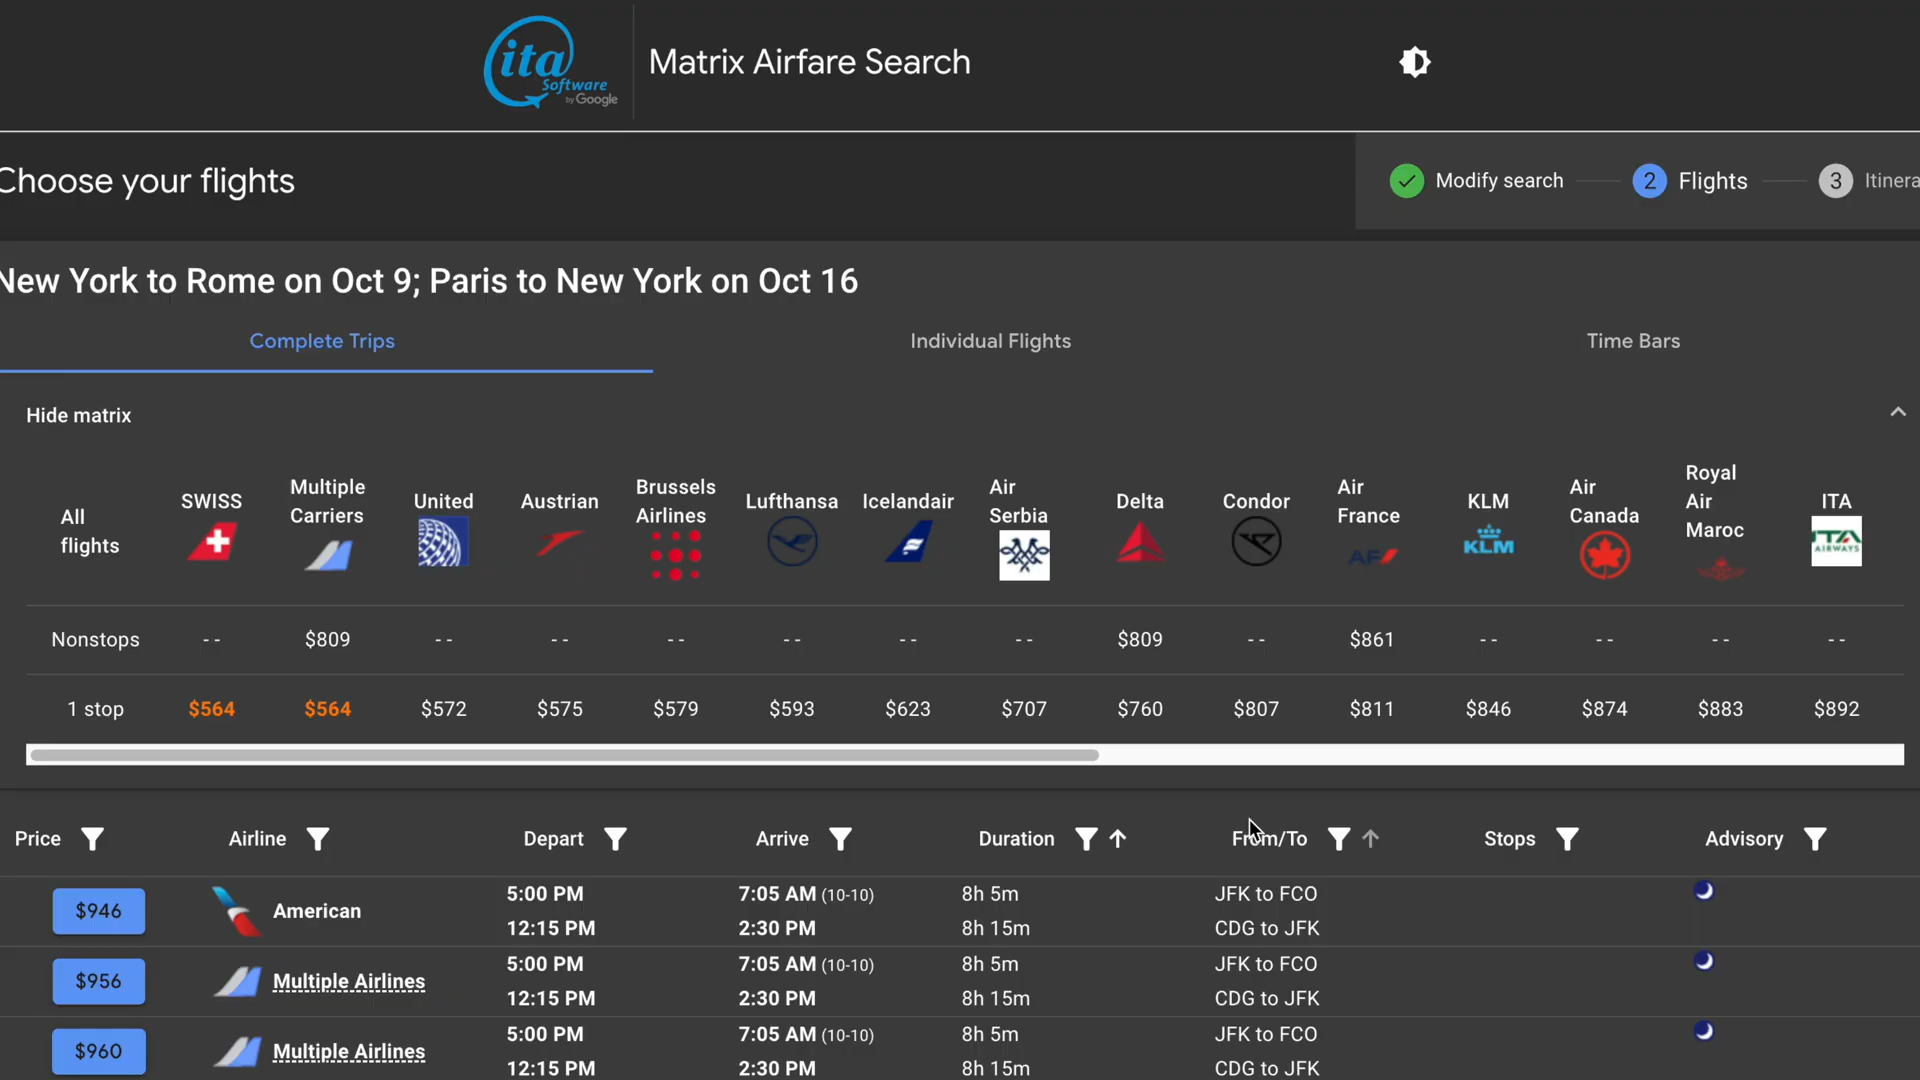 ita
Software
by Google
Matrix Airfare Search
Choose your flights
Modify search
2 Flights
3 Itinera
New York to Rome on Oct 9; Paris to New York on Oct 16
Complete Trips Individual Flights Time Bars
Hide matrix
All flights SWISS Multiple Carriers United Austrian Brussels Airlines Lufthansa Icelandair Air Serbia Delta Condor Air France KLM Air Canada Royal Air Maroc ITA
AF KLM ITA AIRWAYS
Nonstops -- $809 -- -- -- -- -- -- $809 -- $861 -- -- -- --
1 stop $564 $564 $572 $575 $579 $593 $623 $707 $760 $807 $811 $846 $874 $883 $892
Price Airline Depart Arrive Duration From/To Stops Advisory
$946 American 5:00 PM 7:05 AM (10-10) 8h 5m JFK to FCO
12:15 PM 2:30 PM 8h 15m CDG to JFK
$956 Multiple Airlines 5:00 PM 7:05 AM (10-10) 8h 5m JFK to FCO
12:15 PM 2:30 PM 8h 15m CDG to JFK
$960 Multiple Airlines 5:00 PM 7:05 AM (10-10) 8h 5m JFK to FCO
12:15 PM 2:30 PM 8h 15m CDG to JFK